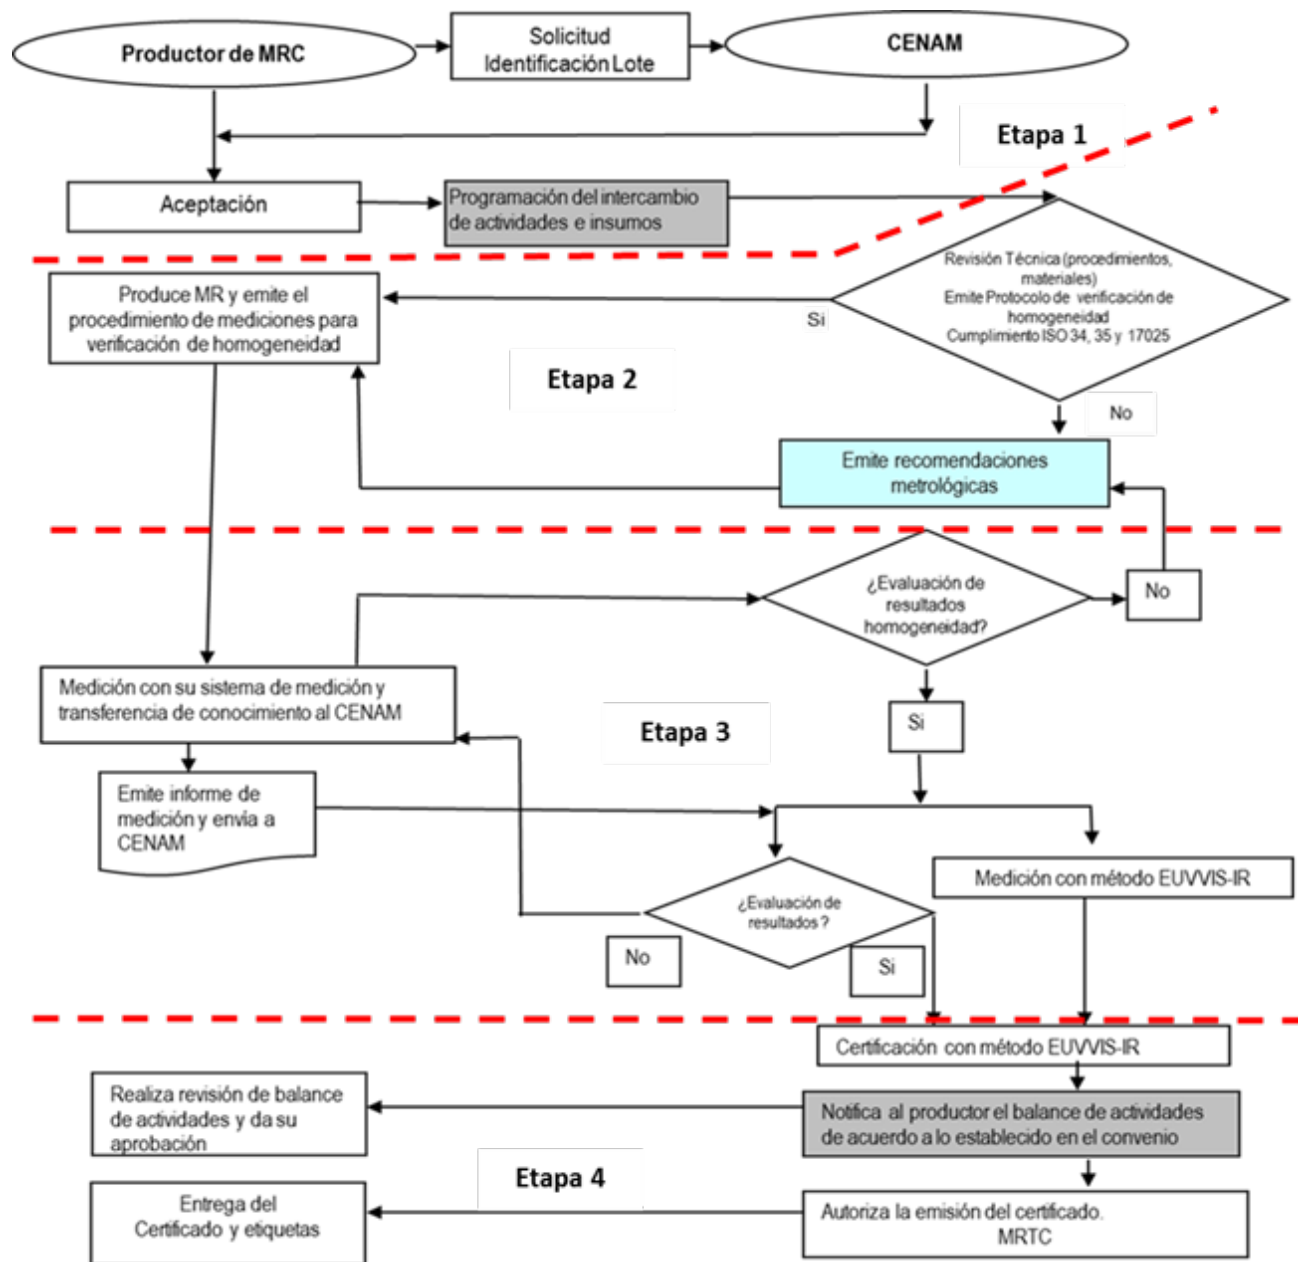 Productor de MRC
Solicitud
Identificación Lote
CENAM
Etapa 1
Aceptación
Programación del intercambio
de actividades e insumos
Revisión Técnica (procedimientos,
materiales)
Emite Protocolo de verificación de
homogeneidad
Cumplimiento ISO 34, 35 y 17025
Si
No
Produce MR y emite el
procedimiento de mediciones para
verificación de homogeneidad
Etapa 2
Emite recomendaciones
metrológicas
¿Evaluación de
resultados
homogeneidad?
No
Si
Medición con su sistema de medición y
transferencia de conocimiento al CENAM
Etapa 3
Emite informe de
medición y envía a
CENAM
¿Evaluación de
resultados ?
Medición con método EUVVIS-IR
No
Si
Certificación con método EUVVIS-IR
Realiza revisión de balance
de actividades y da su
aprobación
Notifica al productor el balance de actividades
de acuerdo a lo establecido en el convenio
Etapa 4
Entrega del
Certificado y etiquetas
Autoriza la emisión del certificado.
MRTC